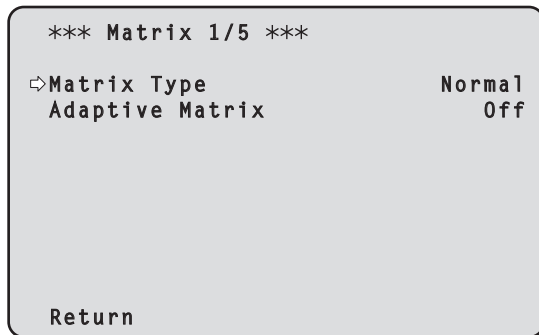 *** Matrix 1/5 ***
⇨Matrix Type Normal
Adaptive Matrix Off
Return